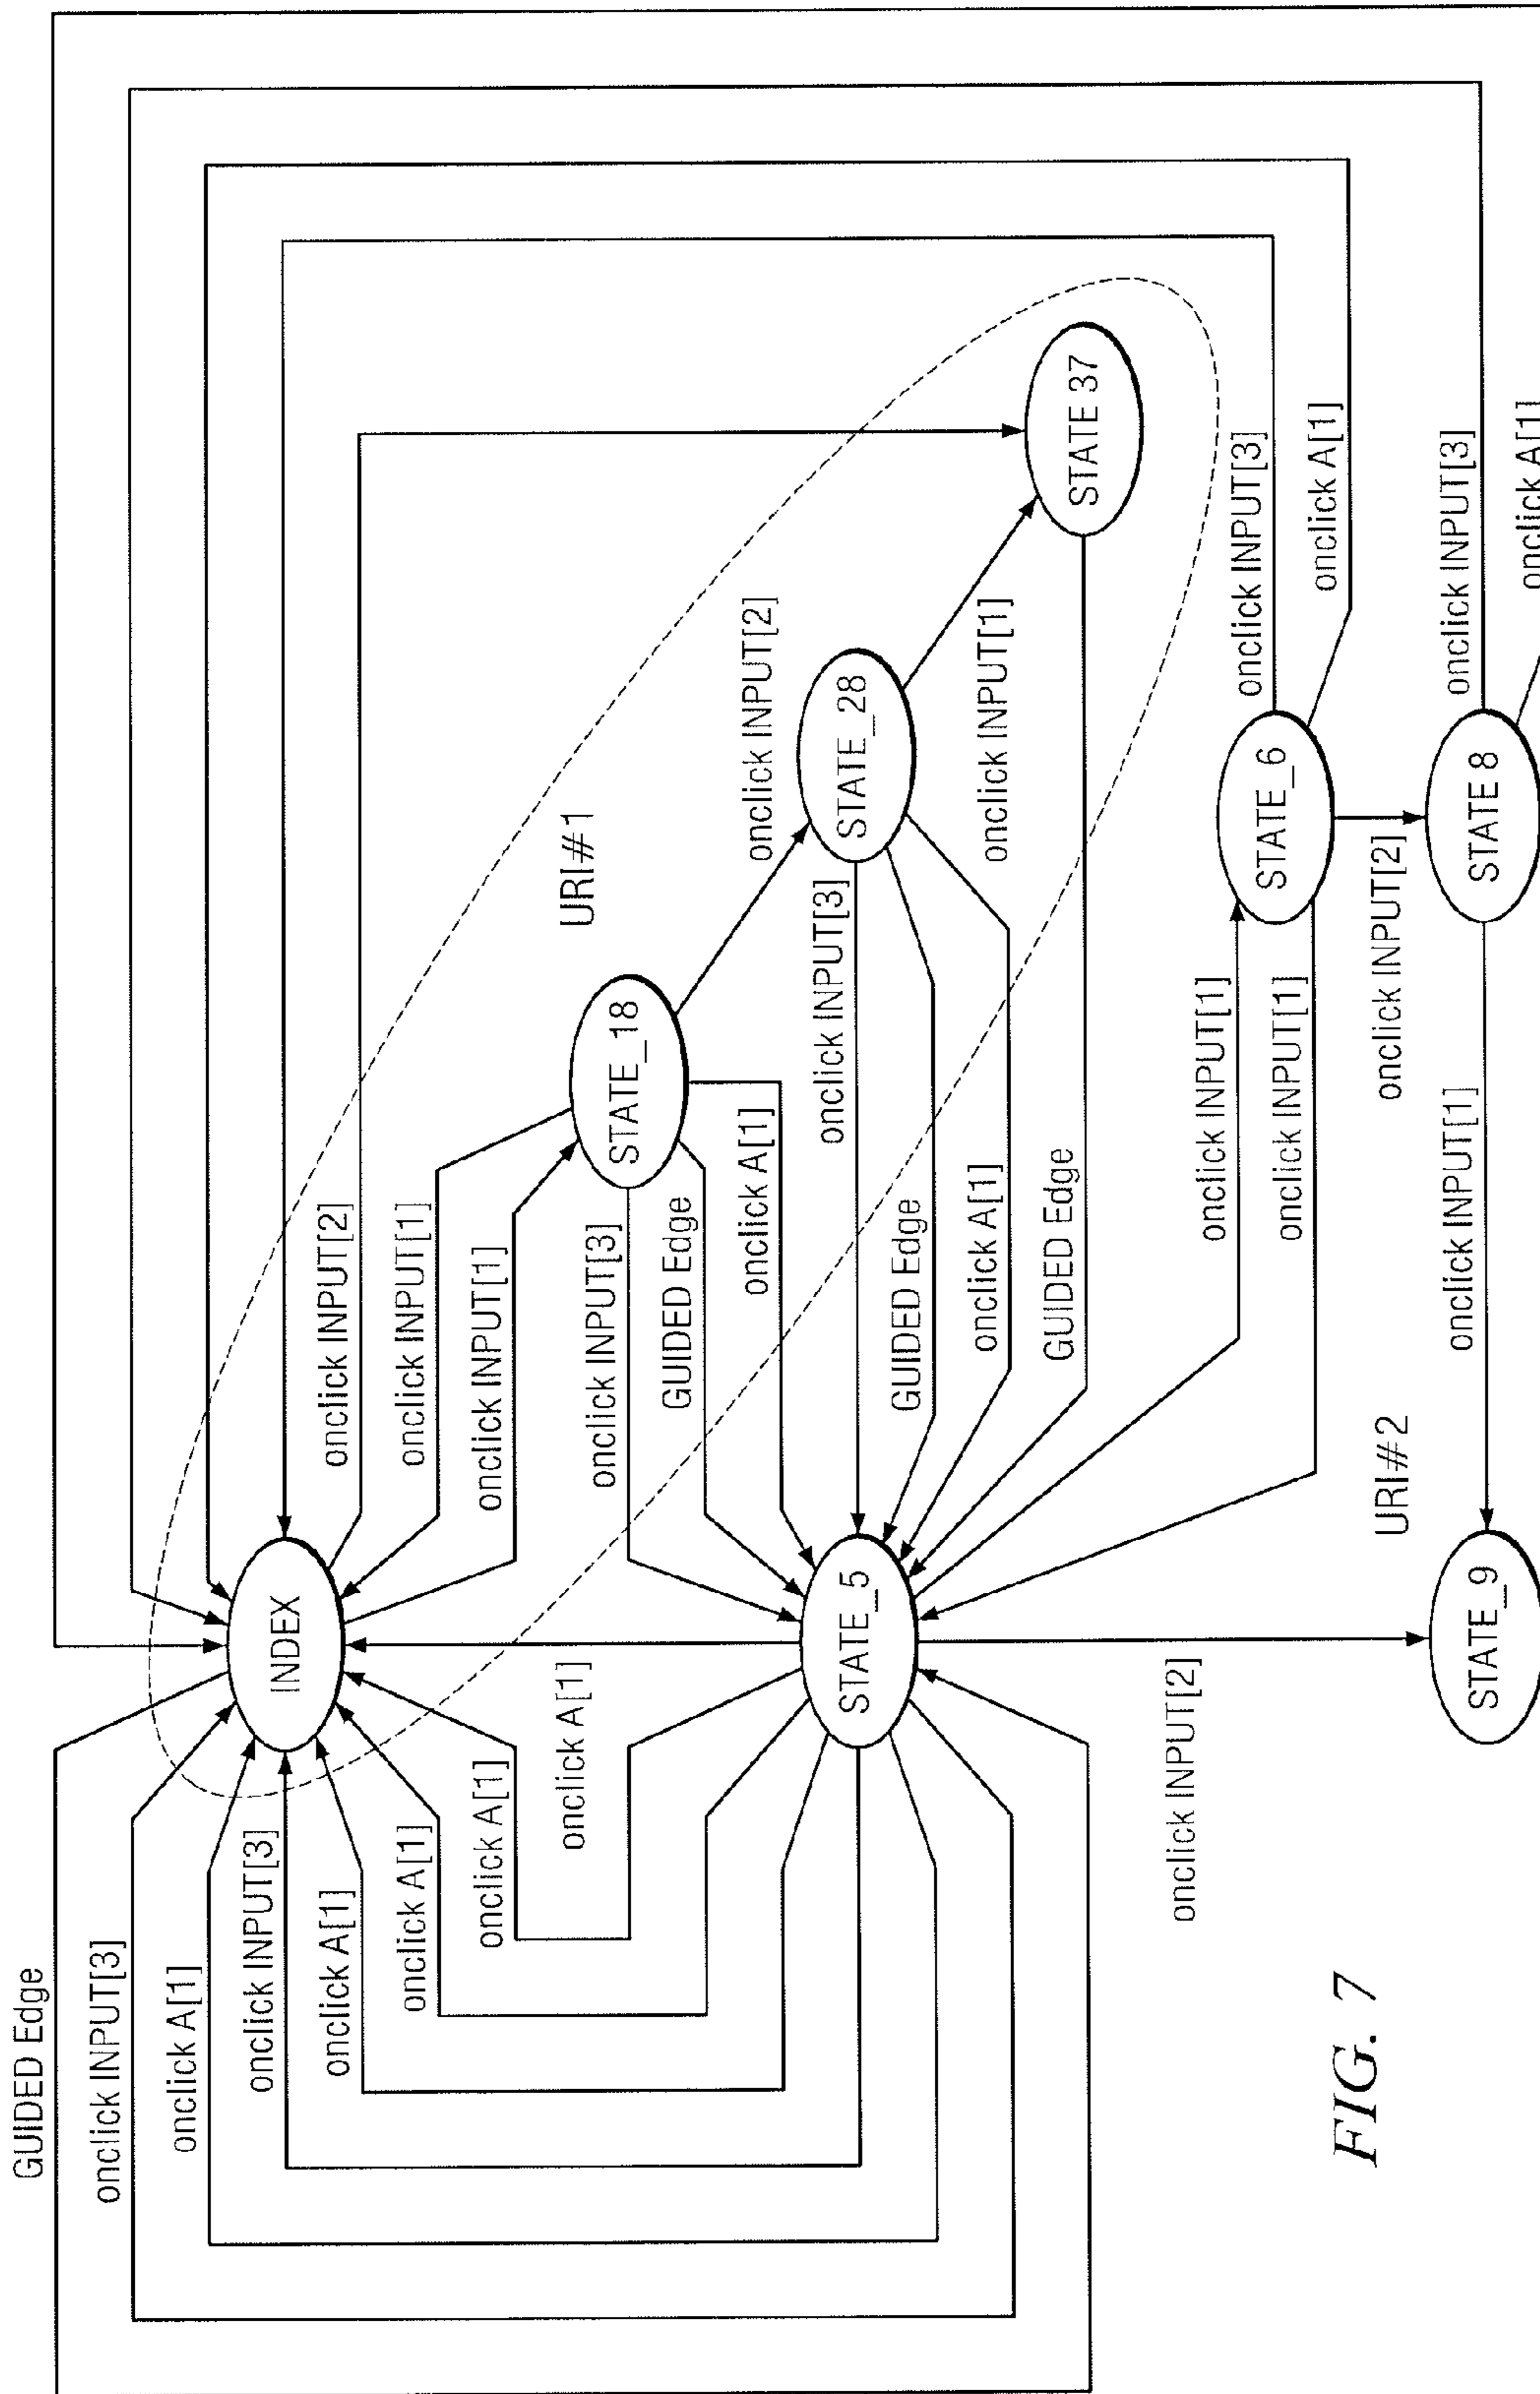 GUIDED Edge
onclick INPUT[3]
onclick A[1]
onclick INPUT[3]
onclick A[1]
onclick A[1]
onclick A[1]
onclick A[1]
INDEX
onclick INPUT[2]
onclick INPUT[1]
onclick INPUT[1]
onclick INPUT[3]
GUIDED Edge
onclick A[1]
STATE_18
URI#1
onclick INPUT[2]
onclick INPUT[3]
STATE_28
GUIDED Edge
onclick A[1]
GUIDED Edge
onclick INPUT[1]
STATE 37
STATE_5
onclick INPUT[2]
onclick INPUT[1]
onclick INPUT[1]
STATE_6
onclick INPUT[3]
onclick A[1]
onclick INPUT[2]
URI#2
onclick INPUT[1]
STATE_9
STATE 8
onclick INPUT[3]
onclick A[1]
FIG. 7